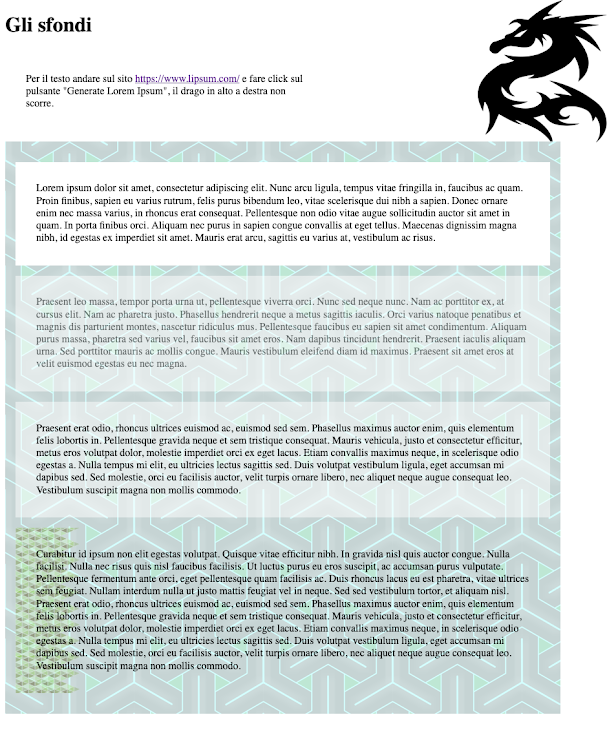 Gli sfondi
Per il testo andare sul sito https://www.lipsum.com/ e fare click sul
pulsante "Generate Lorem Ipsum", il drago in alto a destra non
scorre.
Lorem ipsum dolor sit amet, consectetur adipiscing elit. Nunc arcu ligula, tempus vitae fringilla in, faucibus ac quam.
Proin finibus, sapien eu varius rutrum, felis purus bibendum leo, vitae scelerisque dui nibh a sapien. Donec ornare
enim nec massa varius, in rhoncus erat consequat. Pellentesque non odio vitae augue sollicitudin auctor sit amet in
quam. In porta finibus orci. Aliquam nec purus in sapien congue convallis at eget tellus. Maecenas dignissim magna
nibh, id egestas ex imperdiet sit amet. Mauris erat arcu, sagittis eu varius at, vestibulum ac risus.
Praesent leo massa, tempor porta urna ut, pellentesque viverra orci. Nunc sed neque nunc. Nam ac porttitor ex, at
cursus elit. Nam ac pharetra justo. Phasellus hendrerit neque a metus sagittis iaculis. Orci varius natoque penatibus et
magnis dis parturient montes, nascetur ridiculus mus. Pellentesque faucibus eu sapien sit amet condimentum. Aliquam
purus massa, pharetra sed varius vel, faucibus sit amet eros. Nam dapibus tincidunt hendrerit. Praesent iaculis aliquam
urna. Sed porttitor mauris ac mollis congue. Mauris vestibulum eleifend diam id maximus. Praesent sit amet eros at
velit euismod egestas eu nec magna.
Praesent erat odio, rhoncus ultrices euismod ac, euismod sed sem. Phasellus maximus auctor enim, quis elementum
felis lobortis in. Pellentesque gravida neque et sem tristique consequat. Mauris vehicula, justo et consectetur efficitur,
metus eros volutpat dolor, molestie imperdiet orci ex eget lacus. Etiam convallis maximus neque, in scelerisque odio
egestas a. Nulla tempus mi elit, eu ultricies lectus sagittis sed. Duis volutpat vestibulum ligula, eget accumsan mi
dapibus sed. Sed molestie, orci eu facilisis auctor, velit turpis ornare libero, nec aliquet neque augue consequat leo.
Vestibulum suscipit magna non mollis commodo.
Curabitur id ipsum non elit egestas volutpat. Quisque vitae efficitur nibh. In gravida nisl quis auctor congue. Nulla
facilisi. Nulla nec risus quis nisl faucibus facilisis. Ut luctus purus eu eros suscipit, ac accumsan purus vulputate.
Pellentesque fermentum ante orci, eget pellentesque quam facilisis ac. Duis rhoncus lacus eu est pharetra, vitae ultrices
sem feugiat. Nullam interdum nulla ut justo mattis feugiat vel in neque. Sed sed vestibulum tortor, et aliquam nisl.
Praesent erat odio, rhoncus ultrices euismod ac, euismod sed sem. Phasellus maximus auctor enim, quis elementum
felis lobortis in. Pellentesque gravida neque et sem tristique consequat. Mauris vehicula, justo et consectetur efficitur,
metus eros volutpat dolor, molestie imperdiet orci ex eget lacus. Etiam convallis maximus neque, in scelerisque odio
egestas a. Nulla tempus mi elit, eu ultricies lectus sagittis sed. Duis volutpat vestibulum ligula, eget accumsan mi
dapibus sed. Sed molestie, orci eu facilisis auctor, velit turpis ornare libero, nec aliquet neque augue consequat leo.
Vestibulum suscipit magna non mollis commodo.